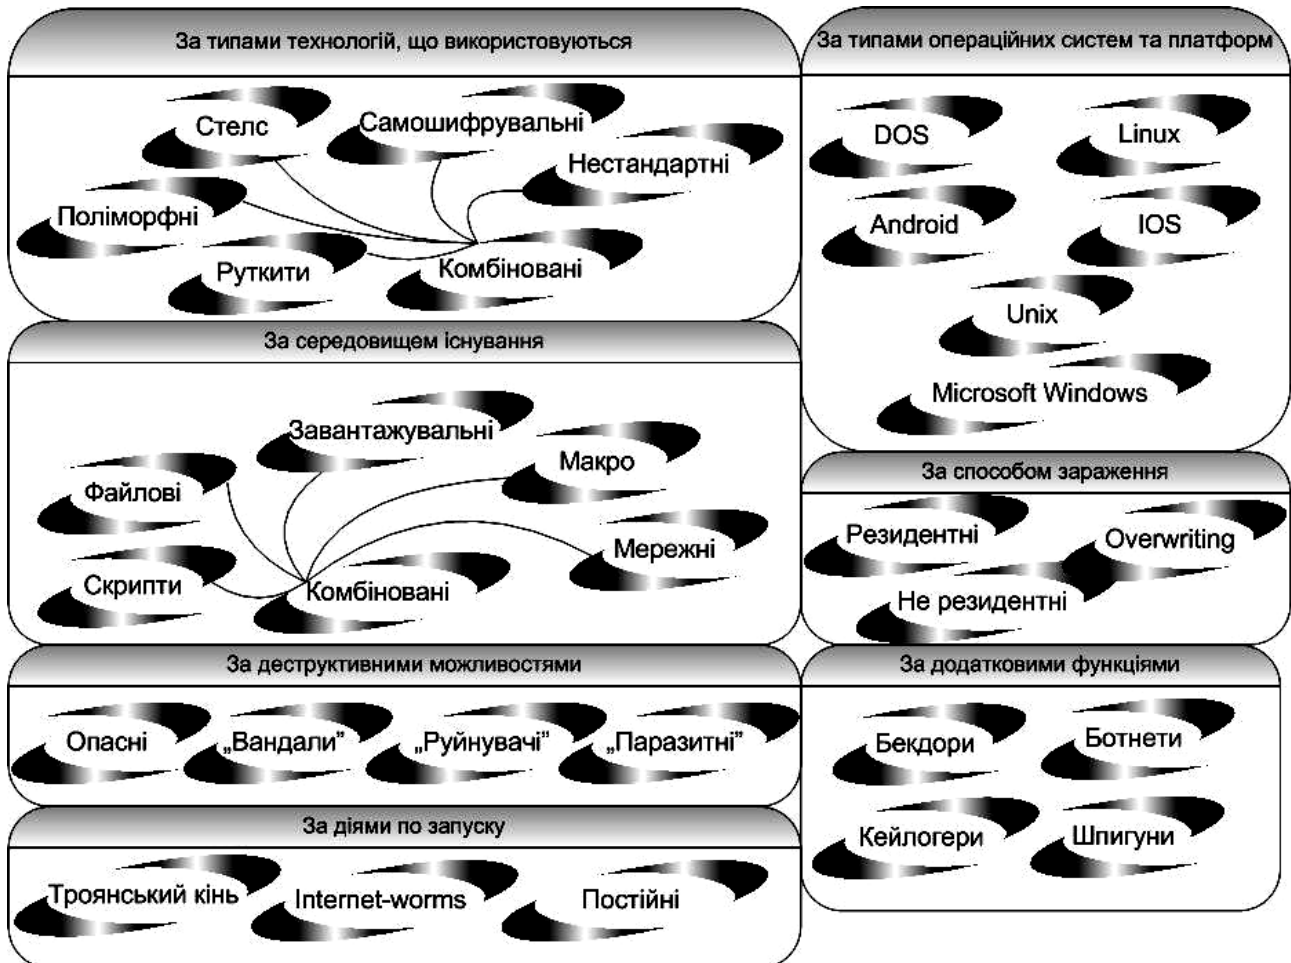 За типами технологій, що використовуються
Стелс
Самошифрувальні
Нестандартні
Поліморфні
Руткити
Комбіновані
За середовищем існування
Завантажувальні
Макро
Файлові
Мережні
Скрипти
Комбіновані
За деструктивними можливостями
Опасні
„Вандали”
„Руйнувачі”
„Паразитні”
За діями по запуску
Троянський кінь
Internet-worms
Постійні
За типами операційних систем та платформ
DOS
Linux
Android
IOS
Unix
Microsoft Windows
За способом зараження
Резидентні
Overwriting
Не резидентні
За додатковими функціями
Бекдори
Ботнети
Кейлогери
Шпигуни